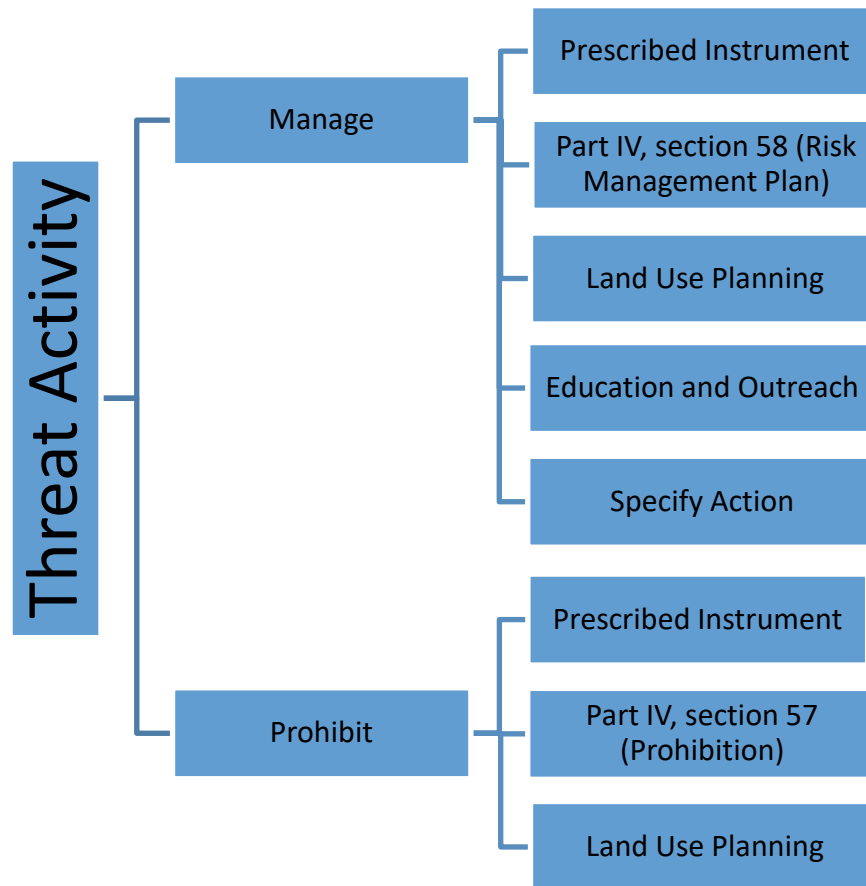 Threat Activity
Manage
Prescribed Instrument
Part IV, section 58 (Risk
Management Plan)
Land Use Planning
Education and Outreach
Specify Action
Prohibit
Prescribed Instrument
Part IV, section 57
(Prohibition)
Land Use Planning